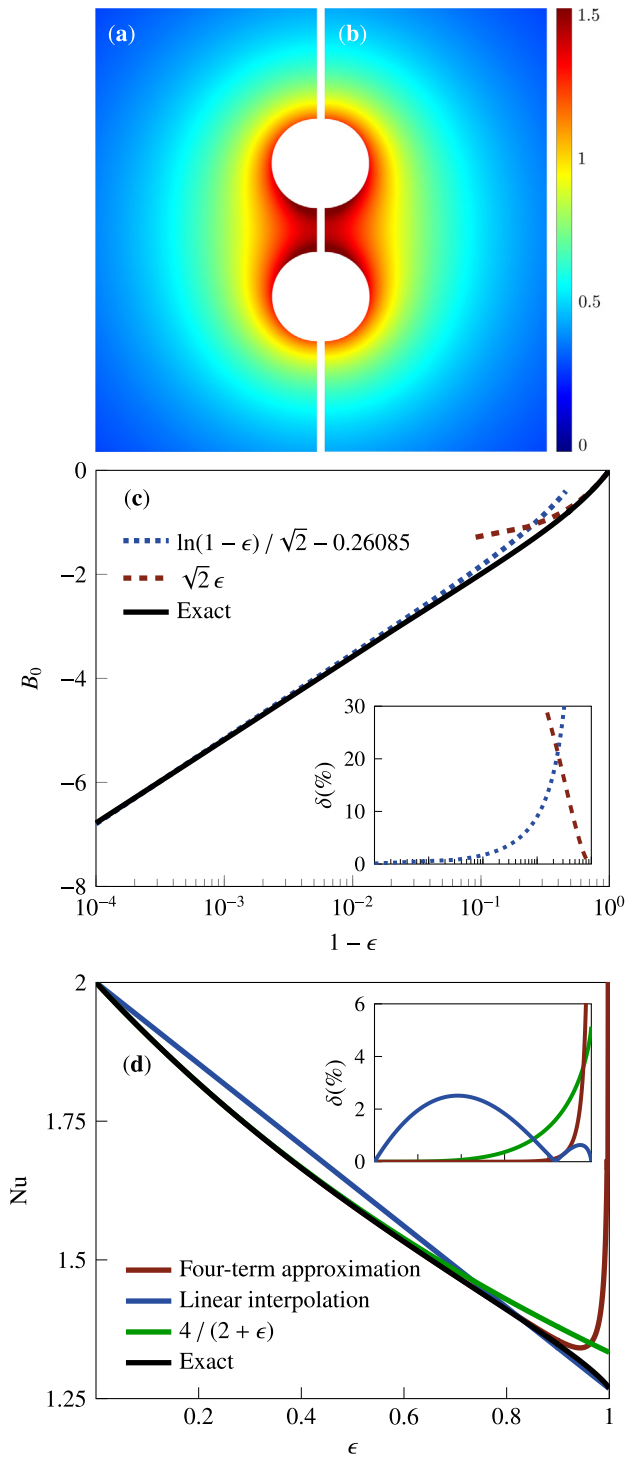 (a)
(b)
1.5
1
0.5
0
(c)
ln(1 − ϵ) / √2 − 0.26085
√2 ϵ
Exact
0
−2
−4
−6
−8
B₀
10⁻⁴
10⁻³
10⁻²
10⁻¹
10⁰
1 − ϵ
30
20
10
0
δ(%)
(d)
2
1.75
1.5
1.25
Nu
6
4
2
0
δ(%)
Four-term approximation
Linear interpolation
4 / (2 + ϵ)
Exact
0.2
0.4
0.6
0.8
1
ϵ